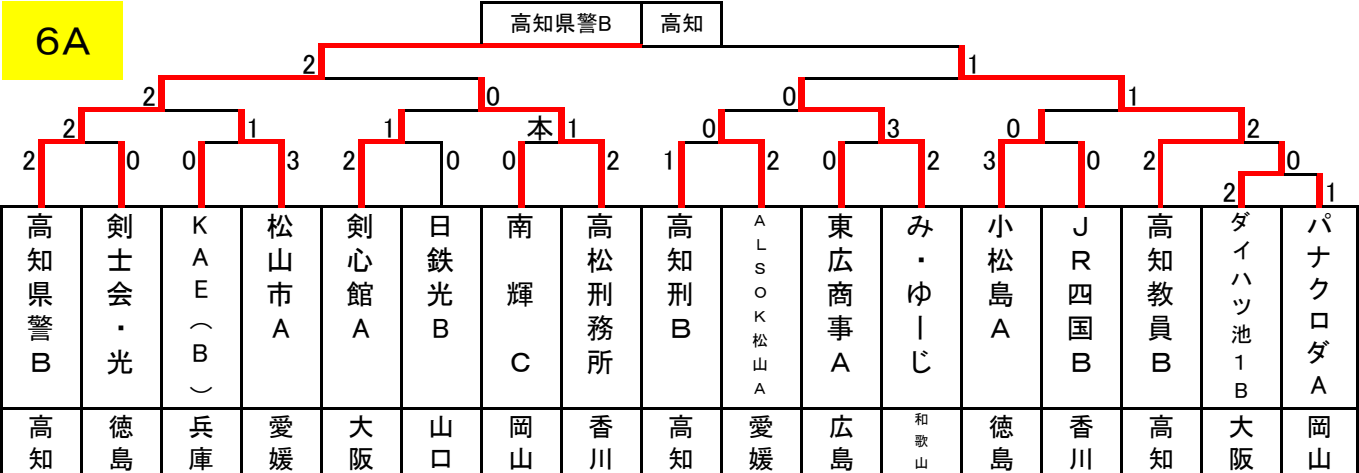 6A
高知県警B 高知
2 1
2 0 0 1
2 1 1 本 1 0 3 0 2
2 0 0 3 2 0 0 2 1 2 0 2 3 0 2 0
2 1
高知県警B
剣士会・光
KAE(B)
松山市A
剣心館A
日鉄光B
南輝C
高松刑務所
高知刑B
ALSOK松山A
東広商事A
み・ゆーじ
小松島A
JR四国B
高知教員B
ダイハツ池1B
パナクロダA
高知
徳島
兵庫
愛媛
大阪
山口
岡山
香川
高知
愛媛
広島
和歌山
徳島
香川
高知
大阪
岡山